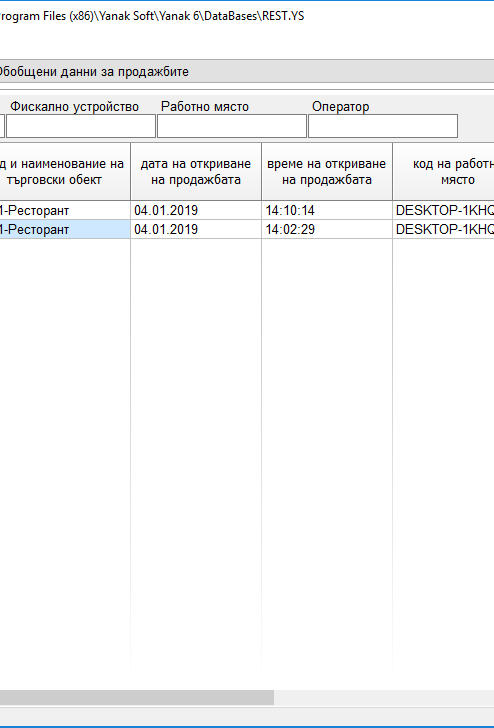 rogram Files (x86)\Yanak Soft\Yanak 6\DataBases\REST.YS
Обобщени данни за продажбите
Фискално устройство Работно място Оператор
д и наименование на търговски обект дата на откриване на продажбата време на откриване на продажбата код на работн място
1-Ресторант 04.01.2019 14:10:14 DESKTOP-1KHQ
1-Ресторант 04.01.2019 14:02:29 DESKTOP-1KHQ